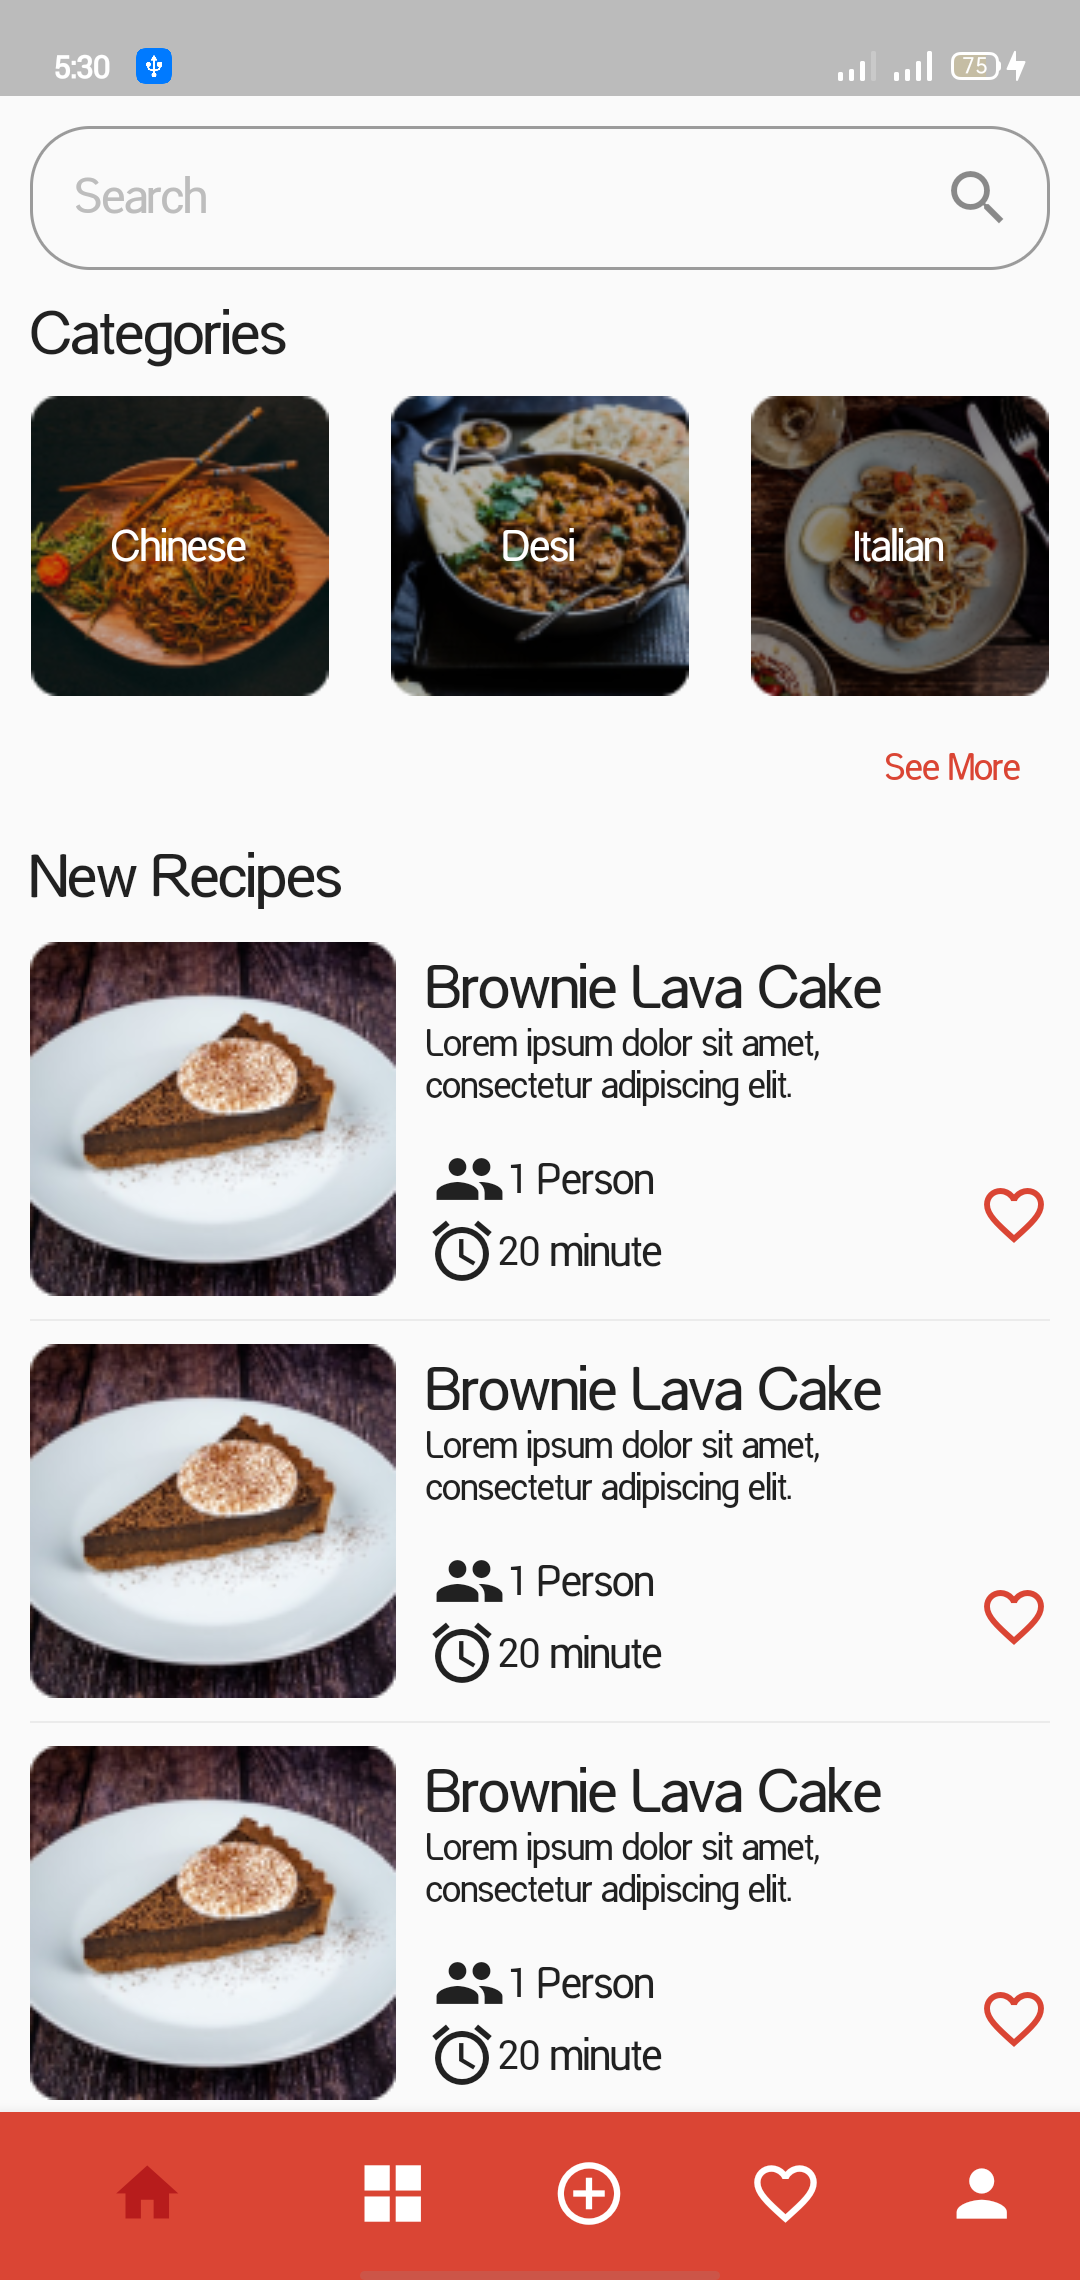 5:30
75
Search
Categories
Chinese
Desi
Italian
See More
New Recipes
Brownie Lava Cake
Lorem ipsum dolor sit amet,
consectetur adipiscing elit.
1 Person
20 minute
Brownie Lava Cake
Lorem ipsum dolor sit amet,
consectetur adipiscing elit.
1 Person
20 minute
Brownie Lava Cake
Lorem ipsum dolor sit amet,
consectetur adipiscing elit.
1 Person
20 minute